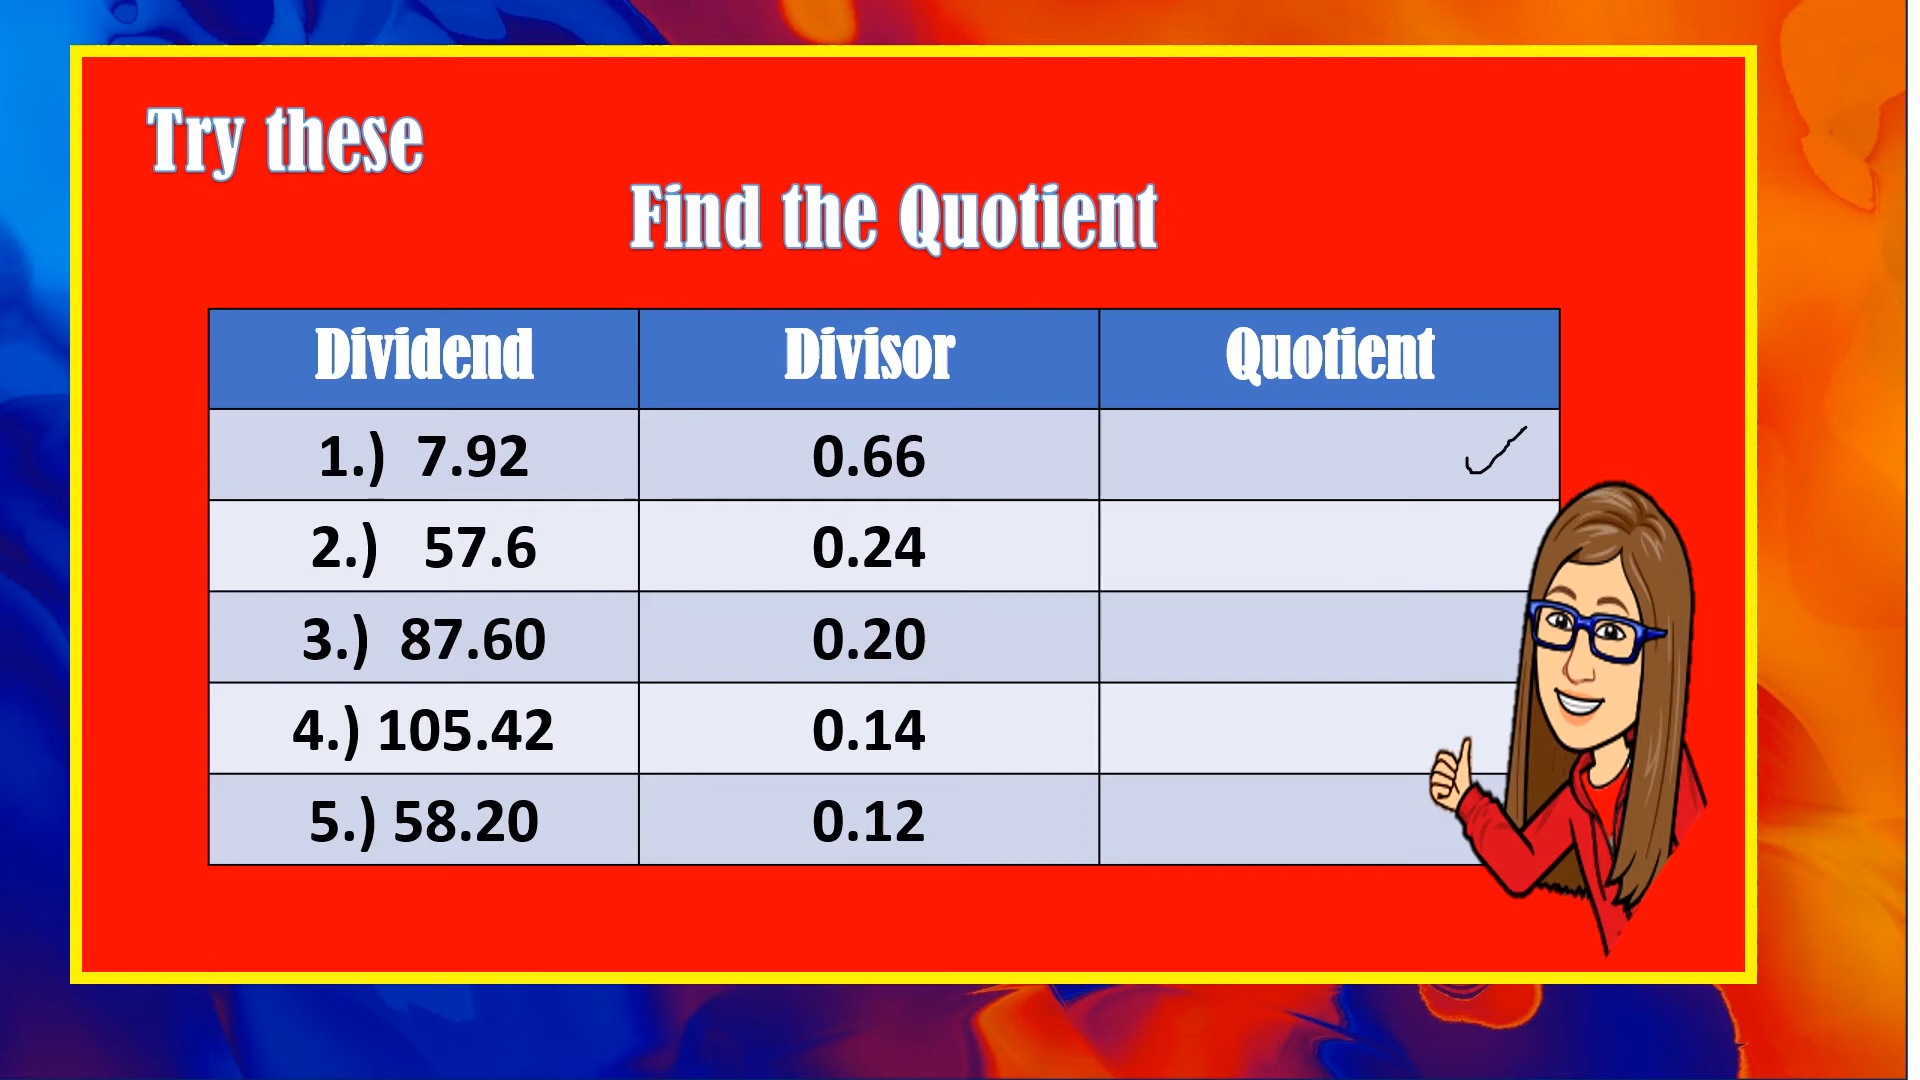 Try these
Find the Quotient
Dividend Divisor Quotient
1.) 7.92 0.66
2.) 57.6 0.24
3.) 87.60 0.20
4.) 105.42 0.14
5.) 58.20 0.12